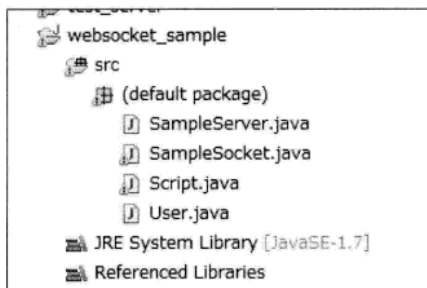 test_server
websocket_sample
src
(default package)
SampleServer.java
SampleSocket.java
Script.java
User.java
JRE System Library [JavaSE-1.7]
Referenced Libraries